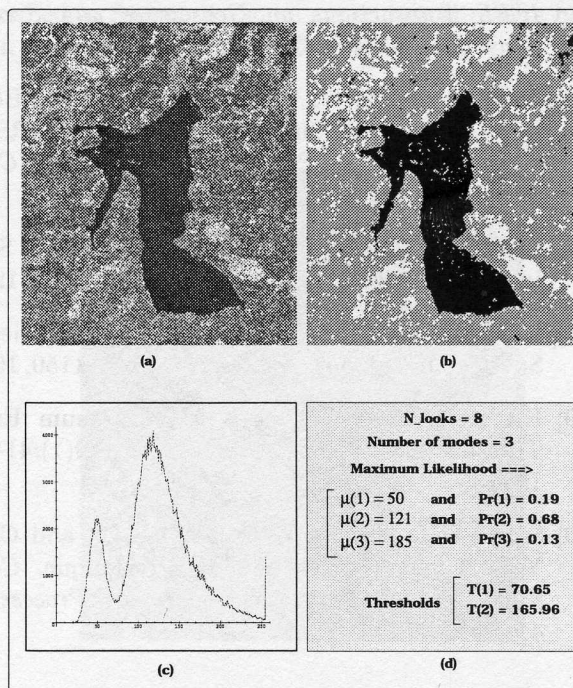 (a)
(b)
4000
3000
2000
1000
50
100
150
200
250
(c)
N_looks = 8
Number of modes = 3
Maximum Likelihood ===>
μ(1) = 50 and Pr(1) = 0.19
μ(2) = 121 and Pr(2) = 0.68
μ(3) = 185 and Pr(3) = 0.13
Thresholds
T(1) = 70.65
T(2) = 165.96
(d)